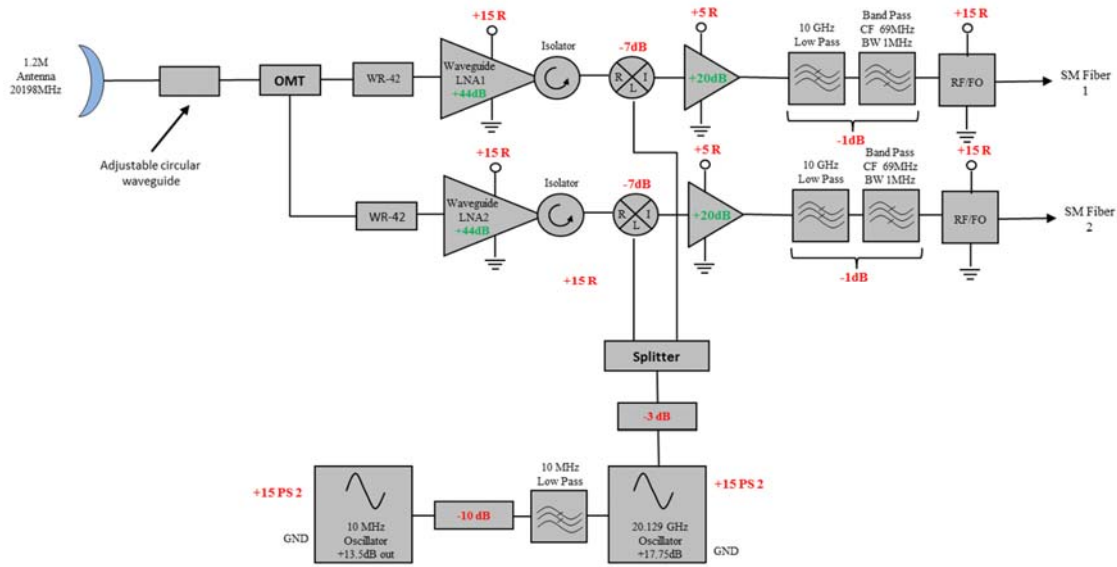 +15 R
+5 R
+15 R
Isolator
-7dB
10 GHz
Low Pass
Band Pass
CF 69MHz
BW 1MHz
1.2M
Antenna
20198MHz
OMT
WR-42
Waveguide
LNA1
+44dB
R
I
L
+20dB
RF/FO
SM Fiber
1
-1dB
Adjustable circular
waveguide
+15 R
Isolator
-7dB
+5 R
10 GHz
Low Pass
Band Pass
CF 69MHz
BW 1MHz
+15 R
WR-42
Waveguide
LNA2
+44dB
R
I
L
+20dB
RF/FO
SM Fiber
2
-1dB
+15 R
Splitter
-3 dB
+15 PS 2
10 MHz
Oscillator
+13.5dB out
GND
-10 dB
10 MHz
Low Pass
20.129 GHz
Oscillator
+17.75dB
+15 PS 2
GND